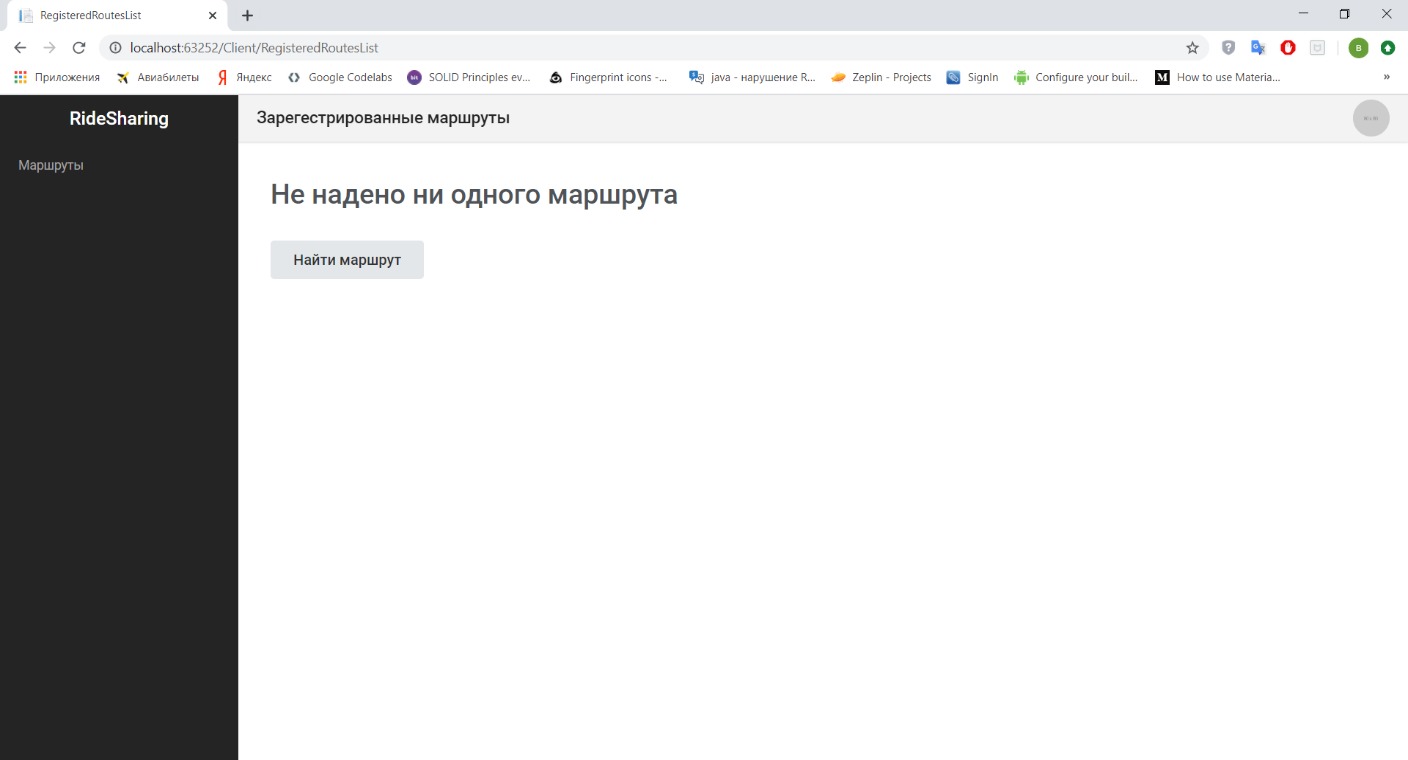 RegisteredRoutesList
localhost:63252/Client/RegisteredRoutesList
B
Приложения Авиабилеты Яндекс Google Codelabs SOLID Principles ev... Fingerprint icons -... java - нарушение R... Zeplin - Projects SignIn Configure your buil... How to use Materia... »
RideSharing
Зарегестрированные маршруты
Маршруты
Не надено ни одного маршрута
Найти маршрут